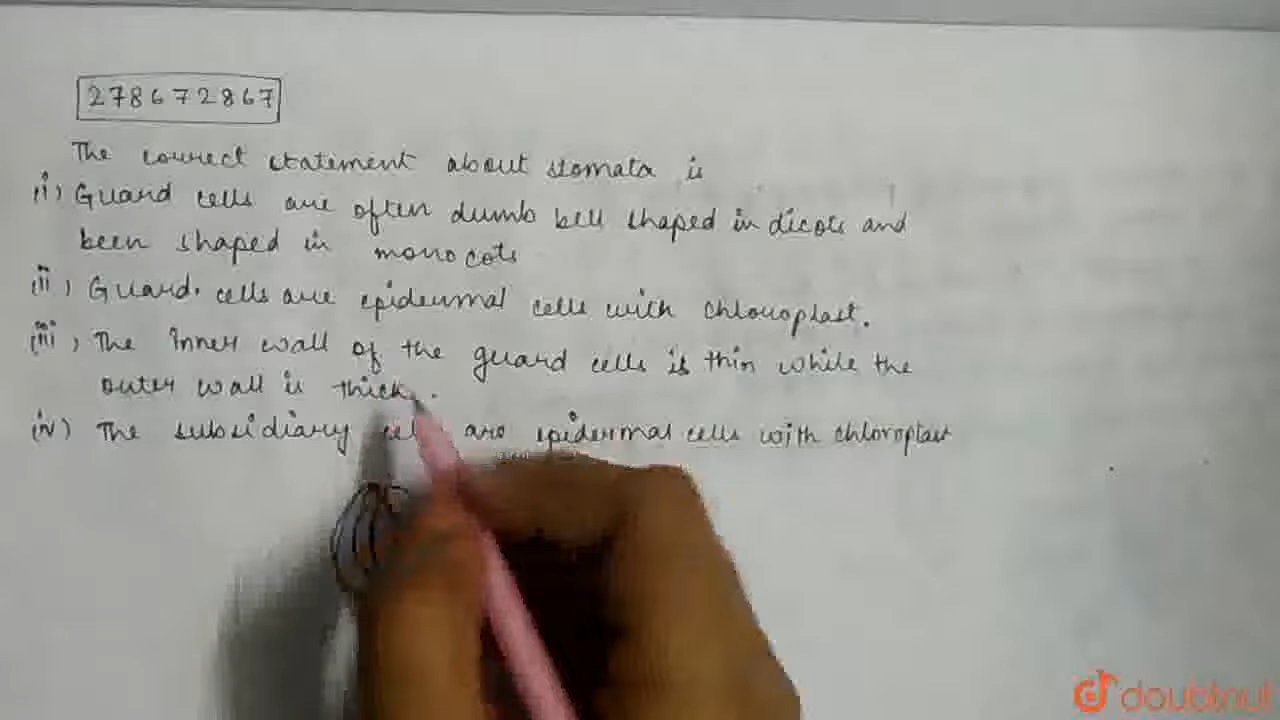 278672867
The correct statement about stomata is
(i) Guard cells are often dumb bell shaped in dicots and
been shaped in monocots
(ii) Guard cells are epidermal cells with chloroplast.
(iii) The inner wall of the guard cells is thin while the
outer wall is thick.
(iv) The subsidiary cell are epidermal cells with chloroplast
doubtnut